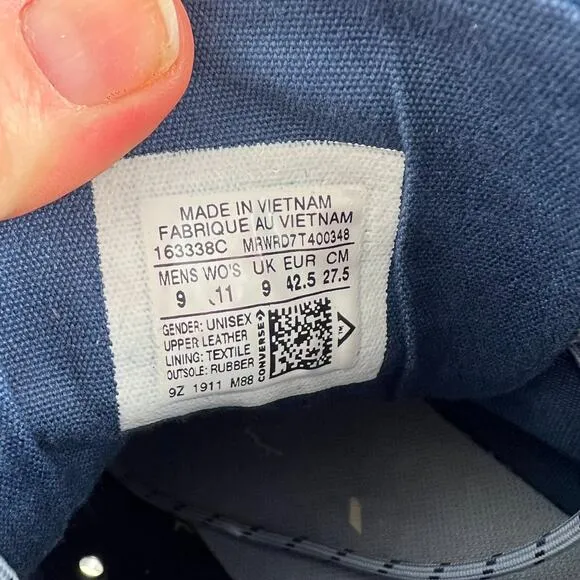 MADE IN VIETNAM
FABRIQUE AU VIETNAM
163338C MRWRD7T400348
MENS WO'S UK EUR CM
9 11 9 42.5 27.5
GENDER: UNISEX
UPPER LEATHER
LINING: TEXTILE
OUTSOLE: RUBBER
CONVERSE
9Z 1911 M88